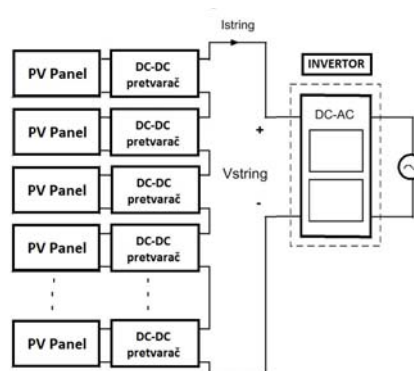 Istring
PV Panel
DC-DC
pretvarač
INVERTOR
PV Panel
DC-DC
pretvarač
DC-AC
+
PV Panel
DC-DC
pretvarač
Vstring
-
PV Panel
DC-DC
pretvarač
PV Panel
DC-DC
pretvarač